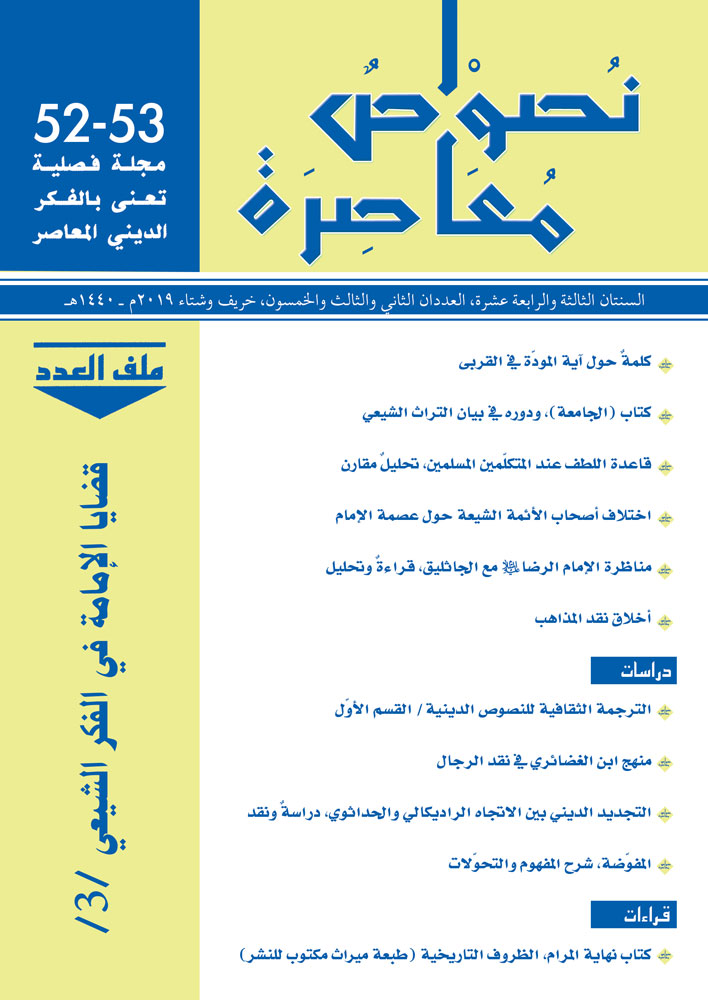 نُصُوْصٌ
مُعَاصِرَة
52-53
مجلة فصلية
تعنى بالفكر
الديني المعاصر
السنتان الثالثة والرابعة عشرة، العددان الثاني والثالث والخمسون، خريف وشتاء ٢٠١٩م ـ ١٤٤٠هـ
ملف العدد
قضايا الإمامة في الفكر الشيعي /3/
كلمةٌ حول آية المودّة في القربى
كتاب (الجامعة)، ودوره في بيان التراث الشيعي
قاعدة اللطف عند المتكلّمين المسلمين، تحليلٌ مقارن
اختلاف أصحاب الأئمة الشيعة حول عصمة الإمام
مناظرة الإمام الرضا مع الجاثليق، قراءةٌ وتحليل
أخلاق نقد المذاهب
دراسات
الترجمة الثقافية للنصوص الدينية / القسم الأوّل
منهج ابن الغضائري في نقد الرجال
التجديد الديني بين الاتجاه الراديكالي والحداثوي، دراسةٌ ونقد
المفوّضة، شرح المفهوم والتحوّلات
قراءات
كتاب نهاية المرام، الظروف التاريخية (طبعة ميراث مكتوب للنشر)